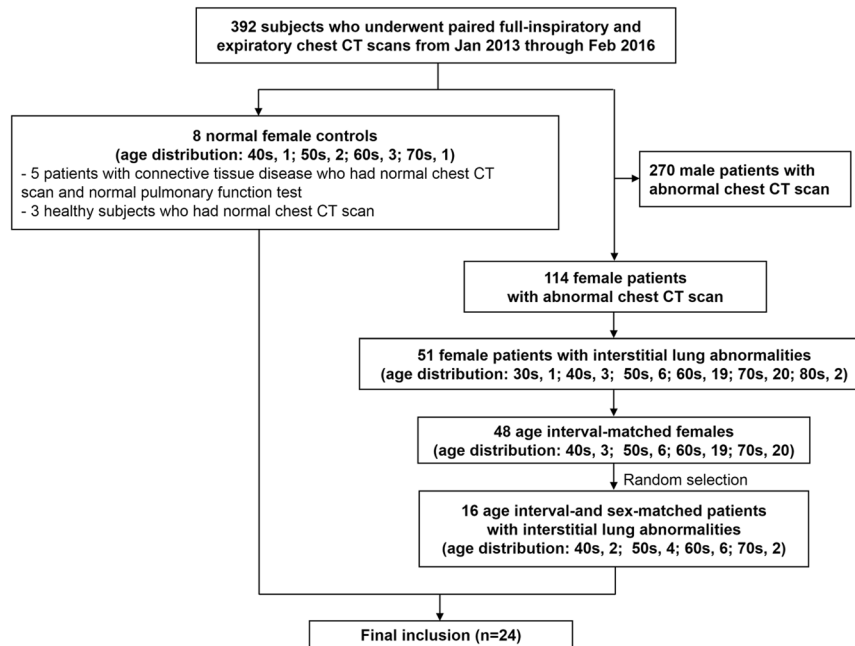 392 subjects who underwent paired full-inspiratory and
expiratory chest CT scans from Jan 2013 through Feb 2016
8 normal female controls
(age distribution: 40s, 1; 50s, 2; 60s, 3; 70s, 1)
- 5 patients with connective tissue disease who had normal chest CT
scan and normal pulmonary function test
- 3 healthy subjects who had normal chest CT scan
270 male patients with
abnormal chest CT scan
114 female patients
with abnormal chest CT scan
51 female patients with interstitial lung abnormalities
(age distribution: 30s, 1; 40s, 3; 50s, 6; 60s, 19; 70s, 20; 80s, 2)
48 age interval-matched females
(age distribution: 40s, 3; 50s, 6; 60s, 19; 70s, 20)
Random selection
16 age interval-and sex-matched patients
with interstitial lung abnormalities
(age distribution: 40s, 2; 50s, 4; 60s, 6; 70s, 2)
Final inclusion (n=24)